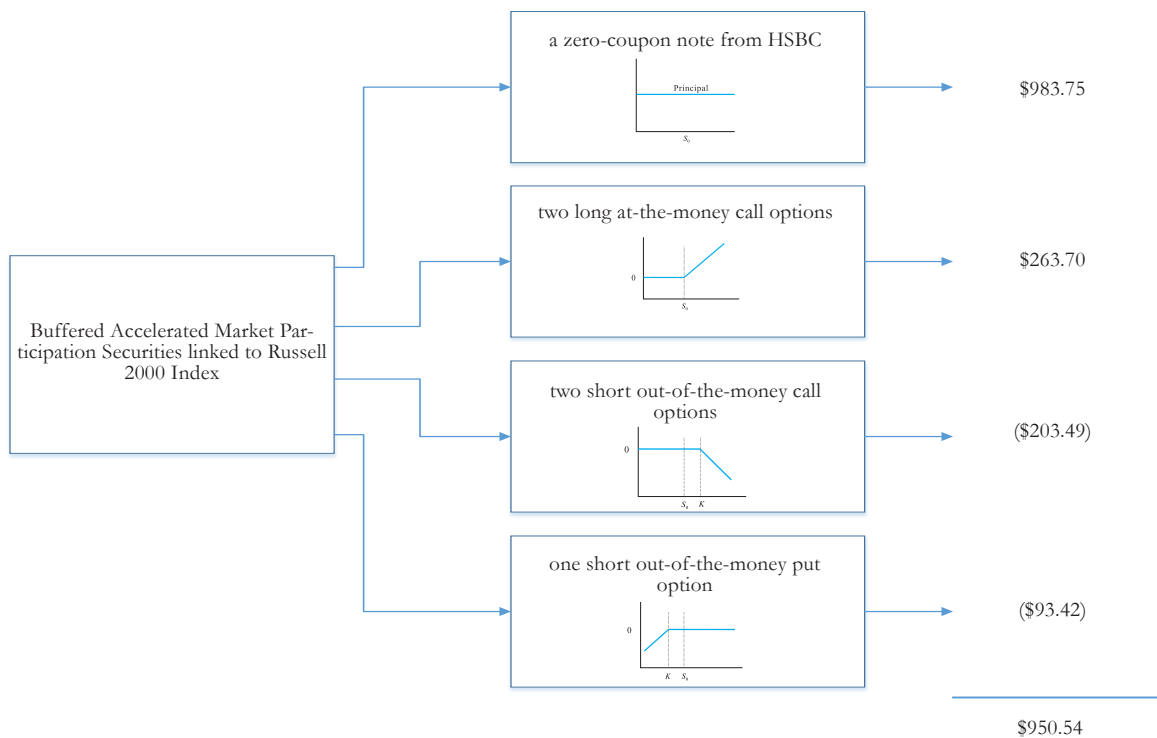 a zero-coupon note from HSBC
Principal
S0
$983.75
two long at-the-money call options
0
S0
$263.70
Buffered Accelerated Market Par-
ticipation Securities linked to Russell
2000 Index
two short out-of-the-money call
options
0
S0 K
($203.49)
one short out-of-the-money put
option
0
K S0
($93.42)
$950.54